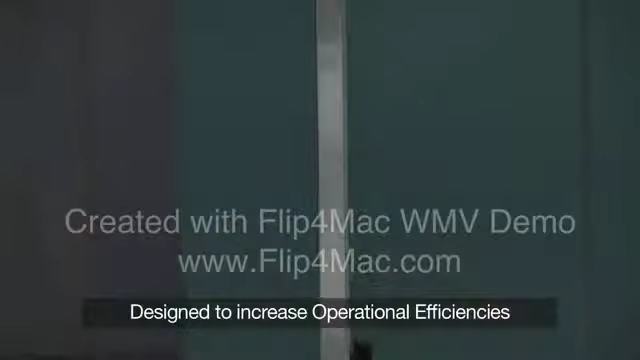 Created with Flip4Mac WMV Demo
www.Flip4Mac.com
Designed to increase Operational Efficiencies